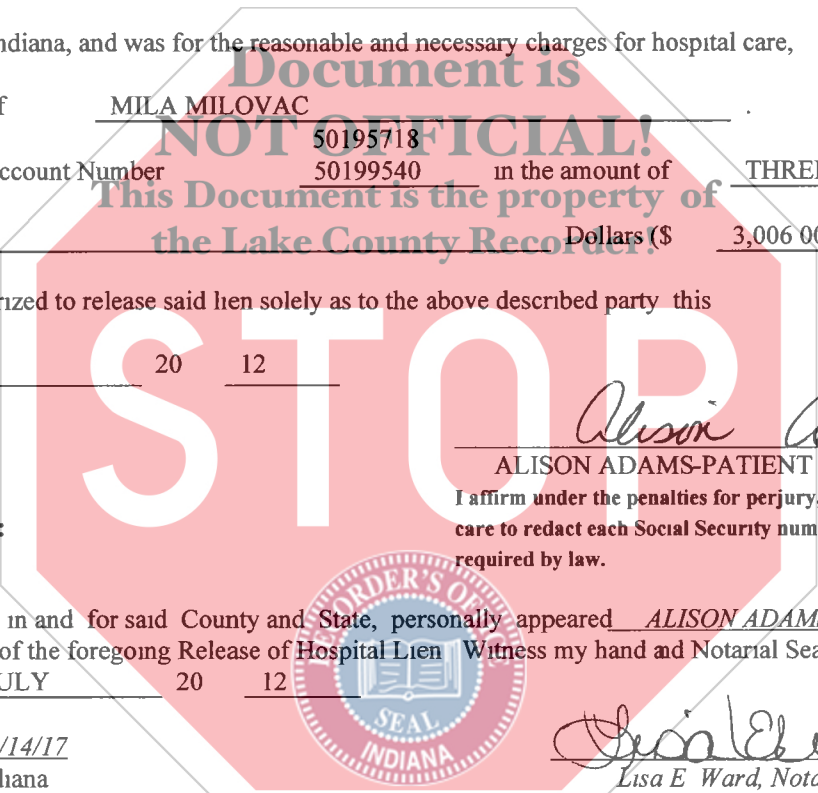 ndiana, and was for the reasonable and necessary charges for hospital care,
Document is
f MILA MILOVAC .
NOT OFFICIAL!
50195718
ccount Number 50199540 in the amount of THREE
This Document is the property of
the Lake County Recorder!
Dollars ($ 3,006 00
rized to release said lien solely as to the above described party this
STOP
20 12
Alison
ALISON ADAMS-PATIENT
I affirm under the penalties for perjury,
care to redact each Social Security num
required by law.
:
RECORDER'S OFFICE
in and for said County and State, personally appeared ALISON ADAM
of the foregoing Release of Hospital Lien Witness my hand and Notarial Sea
ULY 20 12
SEAL
INDIANA
/14/17
diana
Lisa E
Lisa E Ward, Nota